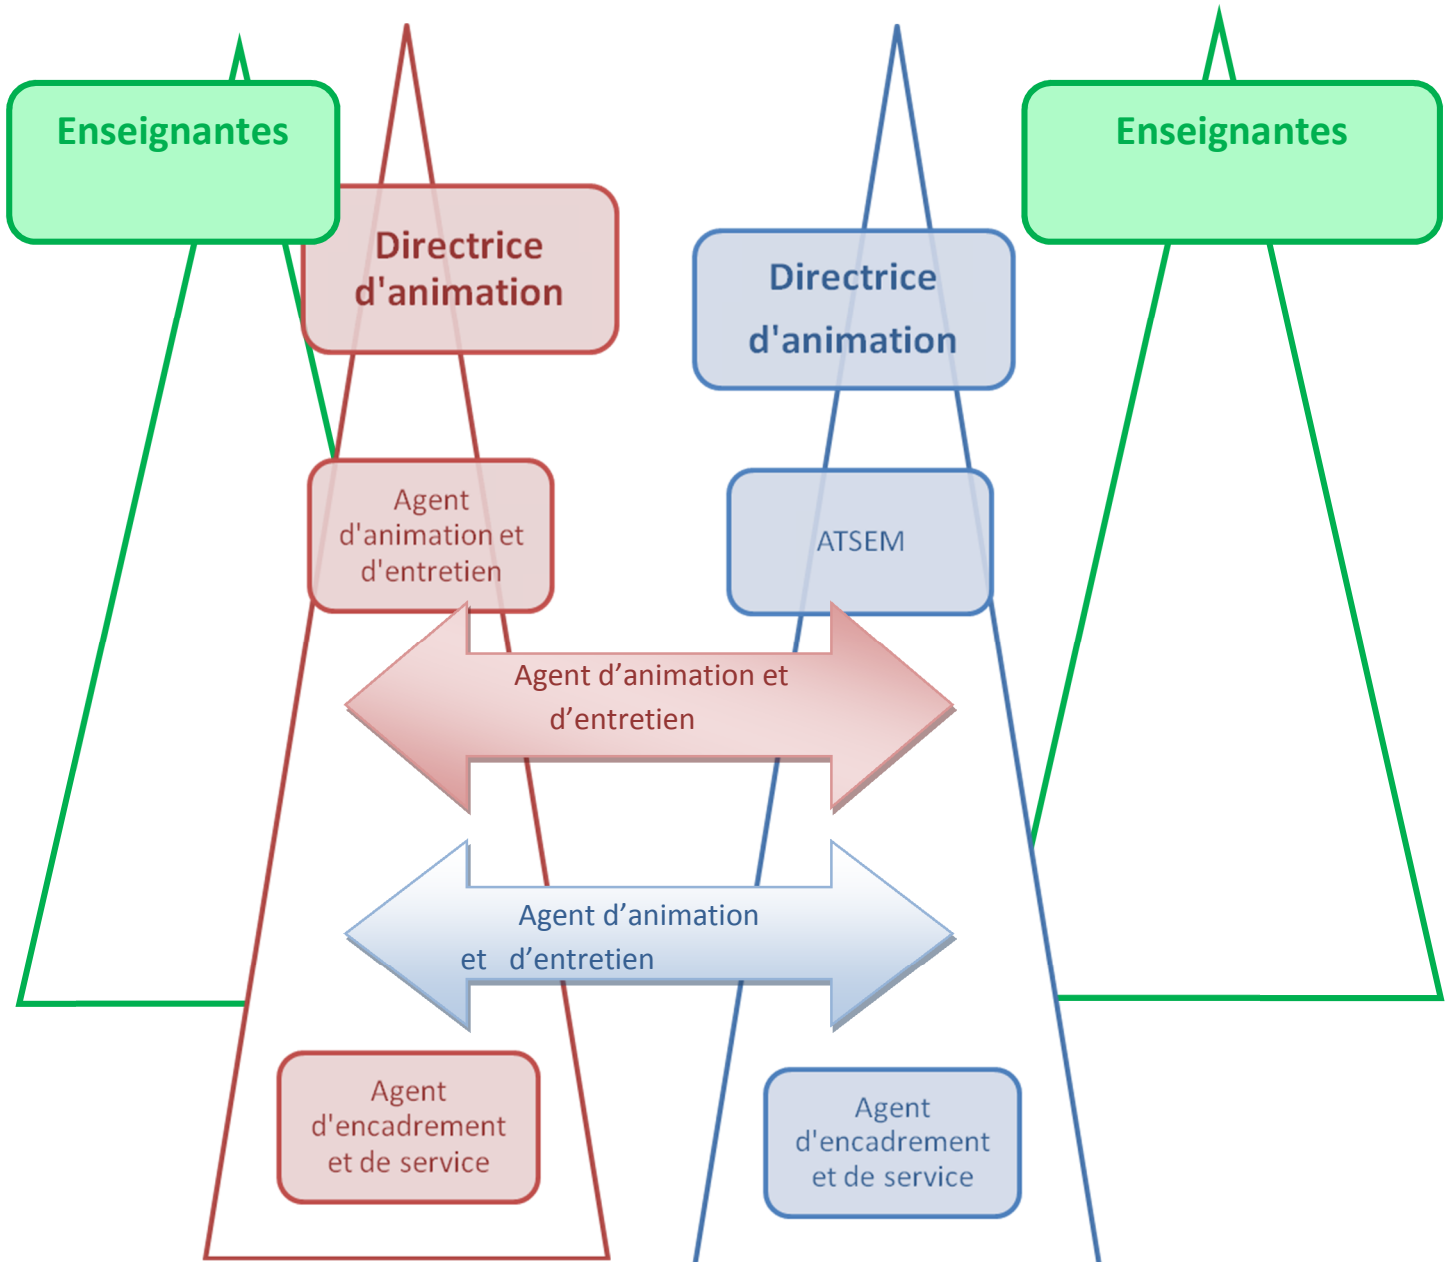 Enseignantes
Enseignantes
Directrice
d'animation
Directrice
d'animation
Agent
d'animation et
d'entretien
ATSEM
Agent d’animation et
d’entretien
Agent d’animation
et d’entretien
Agent
d'encadrement
et de service
Agent
d'encadrement
et de service